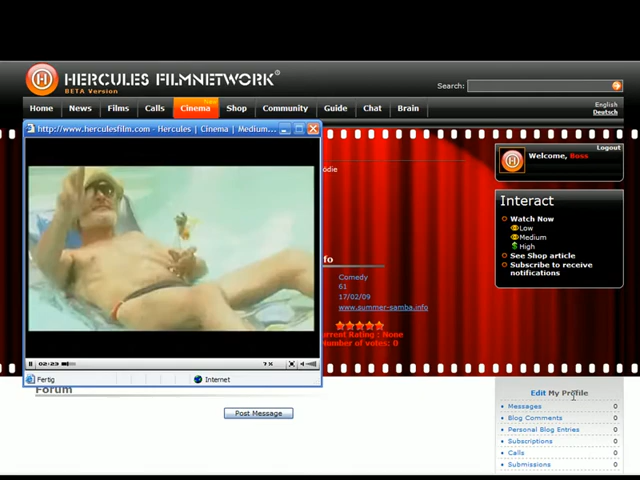 HERCULES FILMNETWORK®
BETA Version
Search:
Home
News
Films
Calls
Cinema
Shop
Community
Guide
Chat
Brain
English
Deutsch
http://www.herculesfilm.com - Hercules | Cinema | Medium...
Logout
Welcome, Boss
Interact
Watch Now
Low
Medium
High
See Shop article
Subscribe to receive
notifications
ödie
fo
Comedy
61
17/02/09
www.summer-samba.info
urrent Rating : None
Number of votes: 0
02:23
Fertig
Internet
Forum
Post Message
Edit My Profile
Messages 0
Blog Comments 0
Personal Blog Entries 0
Subscriptions 0
Calls 0
Submissions 0